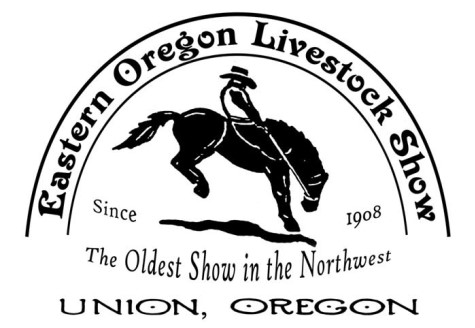 Eastern Oregon Livestock Show
Since 1908
The Oldest Show in the Northwest
UNION, OREGON